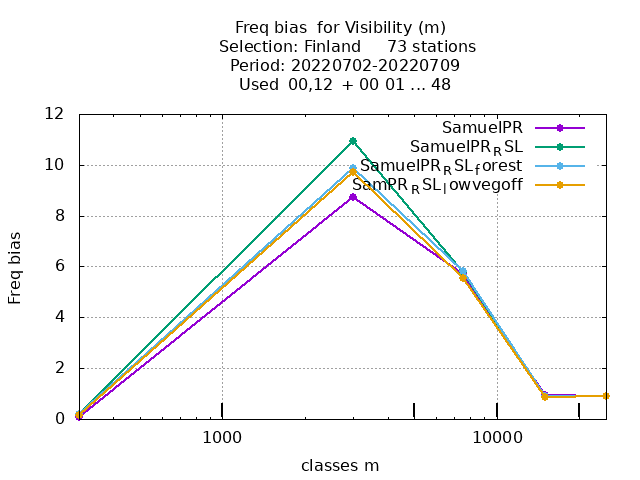 Freq bias for Visibility (m)
Selection: Finland 73 stations
Period: 20220702-20220709
Used 00,12 + 00 01 ... 48
SamuelPR
SamuelPR_RSL
SamuelPR_RSL_forest
SamPR_RSL_lowvegoff
Freq bias
12
10
8
6
4
2
0
1000
10000
classes m